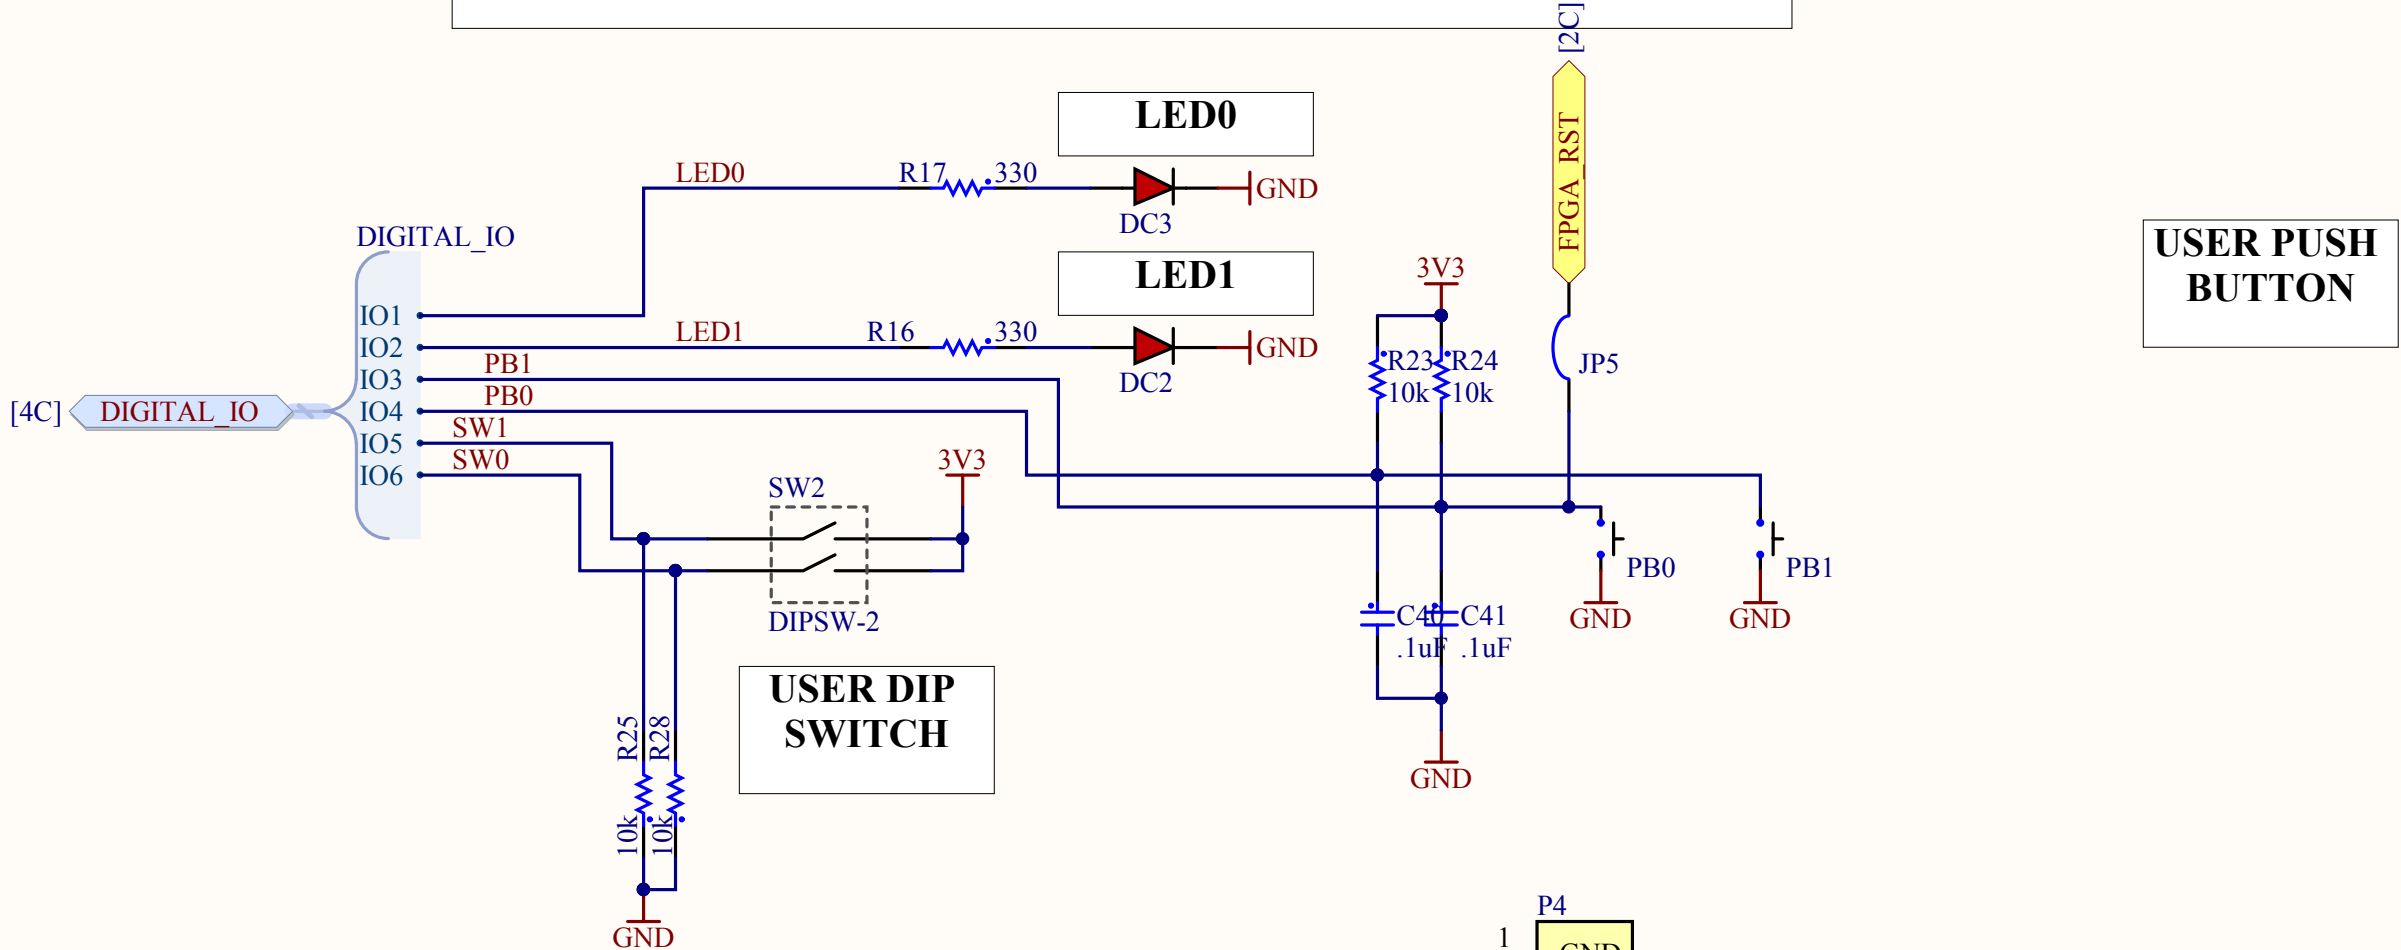 [2C]
FPGA_RST
LED0
LED0
R17
330
GND
DC3
DIGITAL_IO
LED1
USER PUSH
BUTTON
3V3
IO1
LED1
R16
330
GND
IO2
PB1
R23
10k
R24
10k
JP5
IO3
DC2
PB0
[4C]
DIGITAL_IO
IO4
SW1
IO5
SW0
3V3
IO6
SW2
PB0
PB1
DIPSW-2
C40
.1uF
C41
.1uF
GND
GND
USER DIP
SWITCH
R25
R28
GND
10k
10k
P4
GND
1
GND